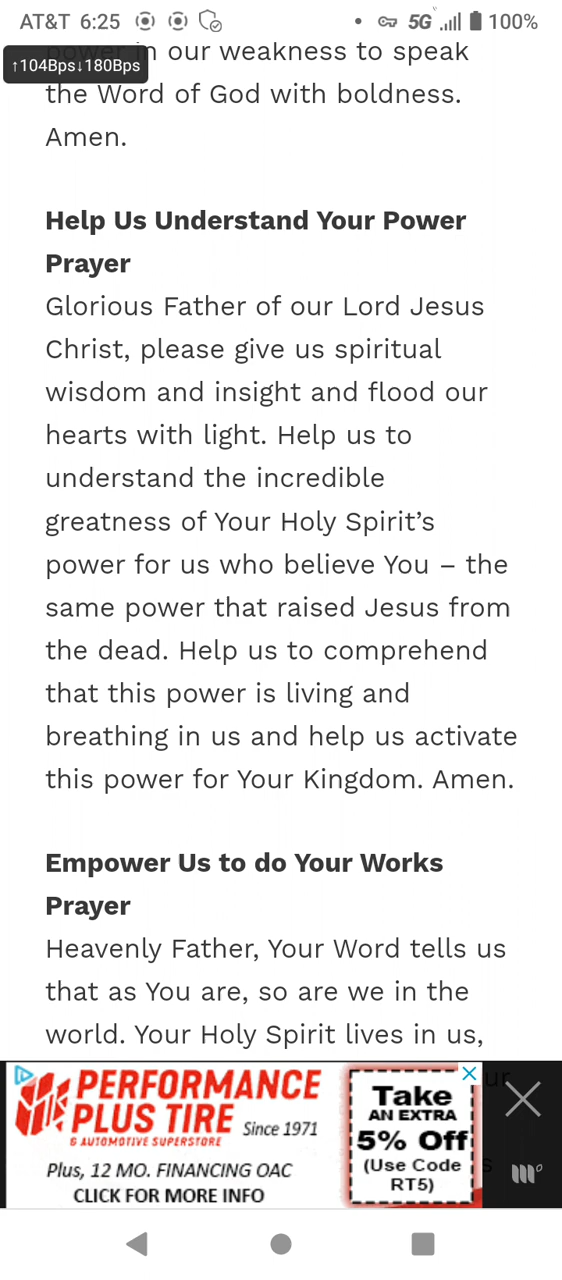 AT&T 6:25 5G 100%
power in our weakness to speak
↑104Bps↓180Bps
the Word of God with boldness.
Amen.
Help Us Understand Your Power
Prayer
Glorious Father of our Lord Jesus
Christ, please give us spiritual
wisdom and insight and flood our
hearts with light. Help us to
understand the incredible
greatness of Your Holy Spirit’s
power for us who believe You – the
same power that raised Jesus from
the dead. Help us to comprehend
that this power is living and
breathing in us and help us activate
this power for Your Kingdom. Amen.
Empower Us to do Your Works
Prayer
Heavenly Father, Your Word tells us
that as You are, so are we in the
world. Your Holy Spirit lives in us,
PERFORMANCE
PLUS TIRE Since 1971
& AUTOMOTIVE SUPERSTORE
Plus, 12 MO. FINANCING OAC
CLICK FOR MORE INFO
Take
AN EXTRA
5% Off
(Use Code
RT5)